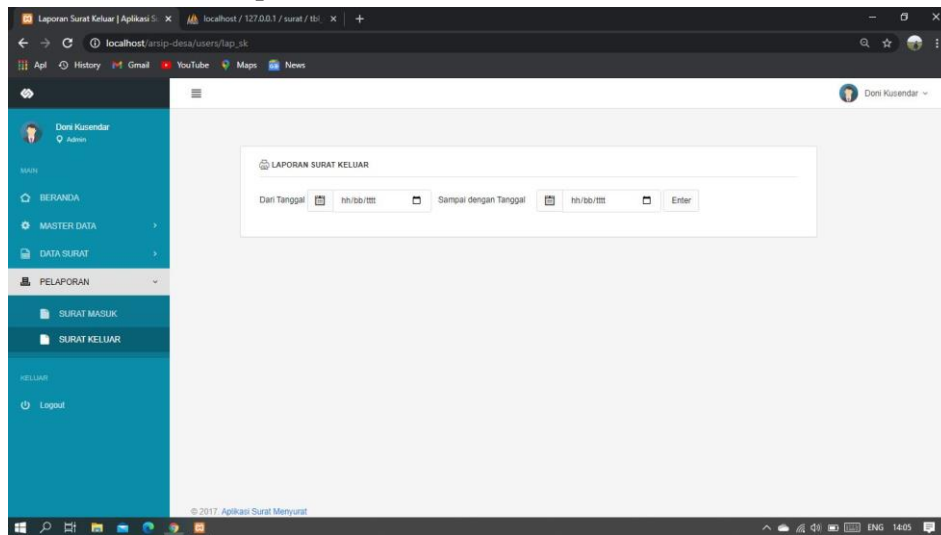 Laporan Surat Keluar | Aplikasi S
localhost / 127.0.0.1 / surat / tbl_
localhost/arsip-desa/users/lap_sk
Apl History Gmail YouTube Maps News
Doni Kusendar
Doni Kusendar
Admin
MAIN
BERANDA
MASTER DATA
DATA SURAT
PELAPORAN
SURAT MASUK
SURAT KELUAR
KELUAR
Logout
LAPORAN SURAT KELUAR
Dari Tanggal hh/bb/tttt Sampai dengan Tanggal hh/bb/tttt Enter
© 2017. Aplikasi Surat Menyurat
ENG 14:05